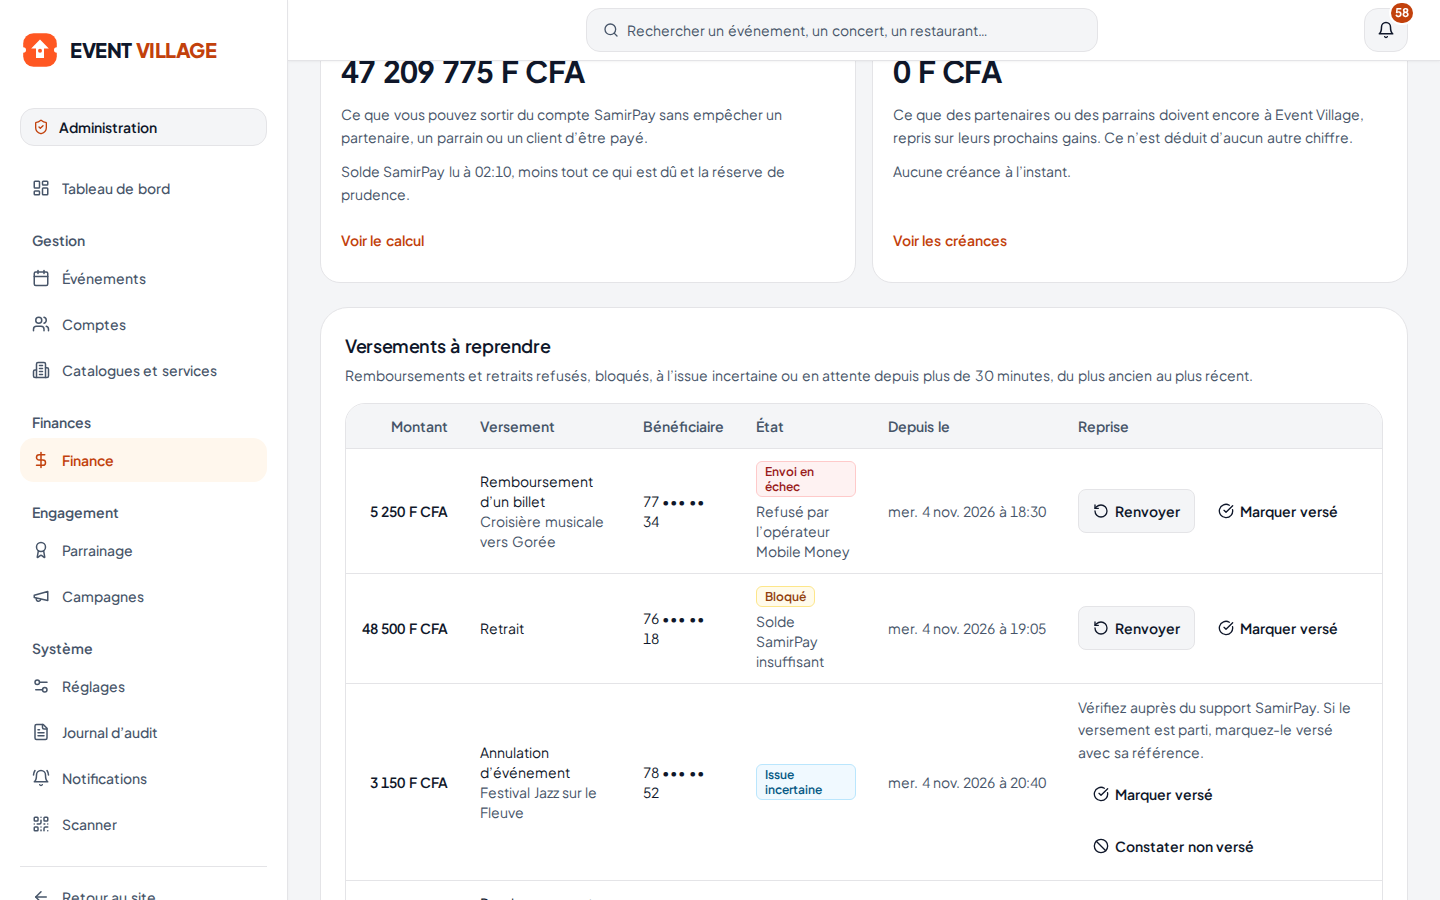 EVENT VILLAGE
Rechercher un événement, un concert, un restaurant…
58
Administration
Tableau de bord
Gestion
Événements
Comptes
Catalogues et services
Finances
Finance
Engagement
Parrainage
Campagnes
Système
Réglages
Journal d’audit
Notifications
Scanner
Retour au site
47 209 775 F CFA
Ce que vous pouvez sortir du compte SamirPay sans empêcher un
partenaire, un parrain ou un client d’être payé.
Solde SamirPay lu à 02:10, moins tout ce qui est dû et la réserve de
prudence.
Voir le calcul
0 F CFA
Ce que des partenaires ou des parrains doivent encore à Event Village,
repris sur leurs prochains gains. Ce n’est déduit d’aucun autre chiffre.
Aucune créance à l’instant.
Voir les créances
Versements à reprendre
Remboursements et retraits refusés, bloqués, à l’issue incertaine ou en attente depuis plus de 30 minutes, du plus ancien au plus récent.
Montant Versement Bénéficiaire État Depuis le Reprise
5 250 F CFA
Remboursement
d’un billet
Croisière musicale
vers Gorée
77 ••• ••
34
Envoi en
échec
Refusé par
l’opérateur
Mobile Money
mer. 4 nov. 2026 à 18:30
Renvoyer
Marquer versé
48 500 F CFA
Retrait
76 ••• ••
18
Bloqué
Solde
SamirPay
insuffisant
mer. 4 nov. 2026 à 19:05
Renvoyer
Marquer versé
3 150 F CFA
Annulation
d’événement
Festival Jazz sur le
Fleuve
78 ••• ••
52
Issue
incertaine
mer. 4 nov. 2026 à 20:40
Vérifiez auprès du support SamirPay. Si le
versement est parti, marquez-le versé
avec sa référence.
Marquer versé
Constater non versé